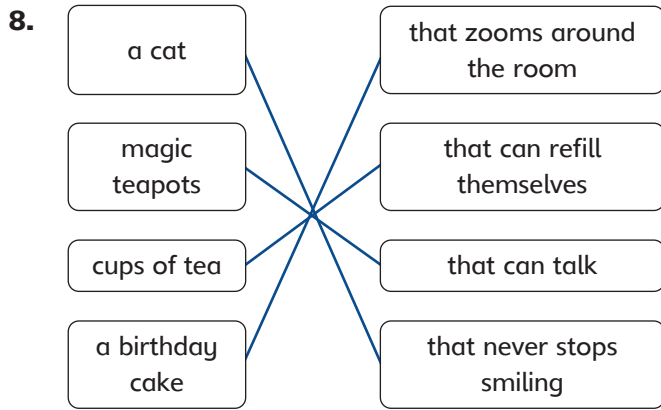 8.
a cat
that zooms around
the room
magic
teapots
that can refill
themselves
cups of tea
that can talk
a birthday
cake
that never stops
smiling